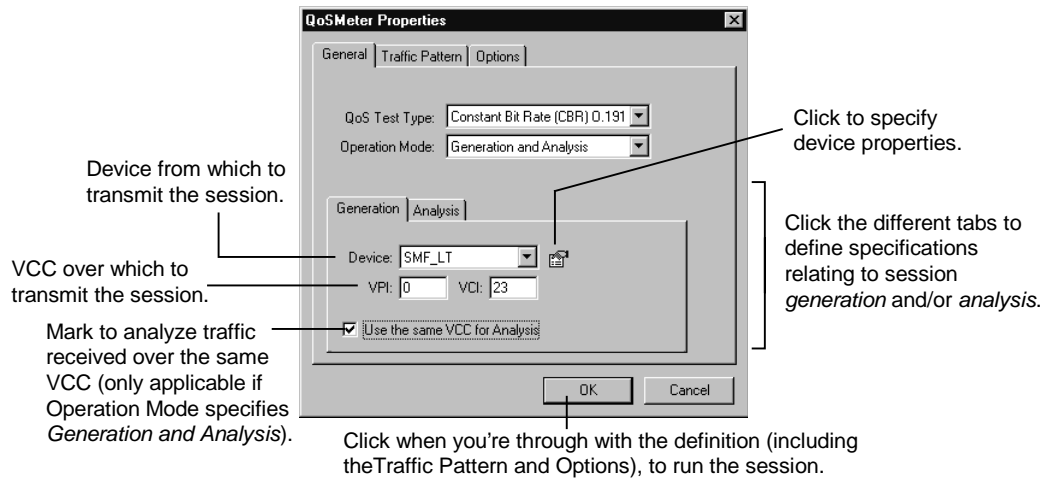 QoSMeter Properties
General Traffic Pattern Options
QoS Test Type: Constant Bit Rate (CBR) 0.191
Operation Mode: Generation and Analysis
Click to specify
device properties.
Device from which to
transmit the session.
Generation Analysis
Click the different tabs to
define specifications
relating to session
generation and/or analysis.
Device: SMF_LT
VCC over which to
transmit the session.
VPI: 0 VCI: 23
Mark to analyze traffic
received over the same
VCC (only applicable if
Operation Mode specifies
Generation and Analysis).
Use the same VCC for Analysis
OK Cancel
Click when you're through with the definition (including
theTraffic Pattern and Options), to run the session.